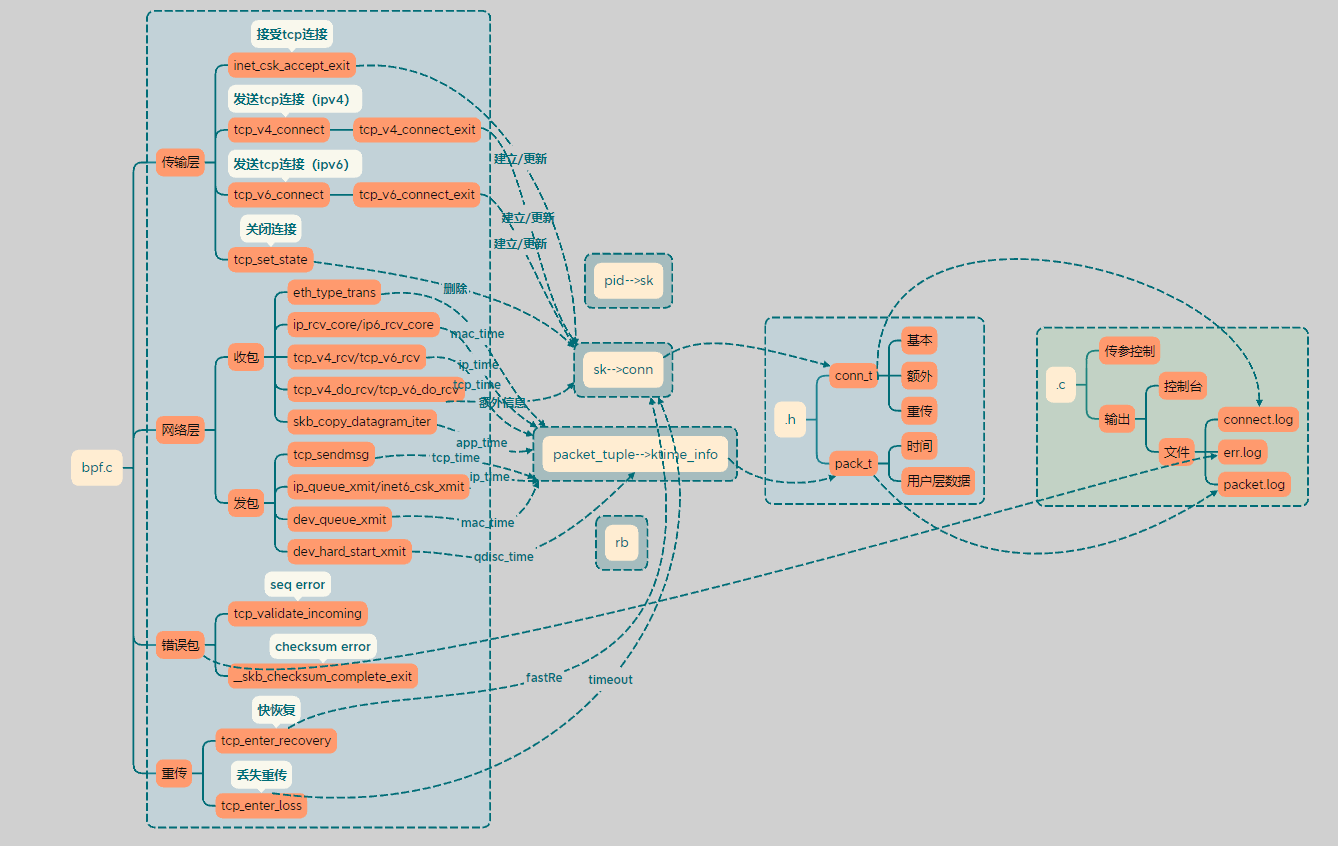 bpf.c
传输层
接受tcp连接
inet_csk_accept_exit
发送tcp连接（ipv4）
tcp_v4_connect
tcp_v4_connect_exit
发送tcp连接（ipv6）
tcp_v6_connect
tcp_v6_connect_exit
关闭连接
tcp_set_state
网络层
收包
eth_type_trans
ip_rcv_core/ip6_rcv_core
tcp_v4_rcv/tcp_v6_rcv
tcp_v4_do_rcv/tcp_v6_do_rcv
skb_copy_datagram_iter
发包
tcp_sendmsg
ip_queue_xmit/inet6_csk_xmit
dev_queue_xmit
dev_hard_start_xmit
错误包
seq error
tcp_validate_incoming
checksum error
__skb_checksum_complete_exit
重传
快恢复
tcp_enter_recovery
丢失重传
tcp_enter_loss
建立/更新
建立/更新
建立/更新
删除
mac_time
ip_time
tcp_time
额外信息
app_time
tcp_time
ip_time
mac_time
qdisc_time
fastRe
timeout
pid-->sk
sk-->conn
packet_tuple-->ktime_info
rb
.h
conn_t
基本
额外
重传
pack_t
时间
用户层数据
.c
传参控制
输出
控制台
文件
connect.log
err.log
packet.log